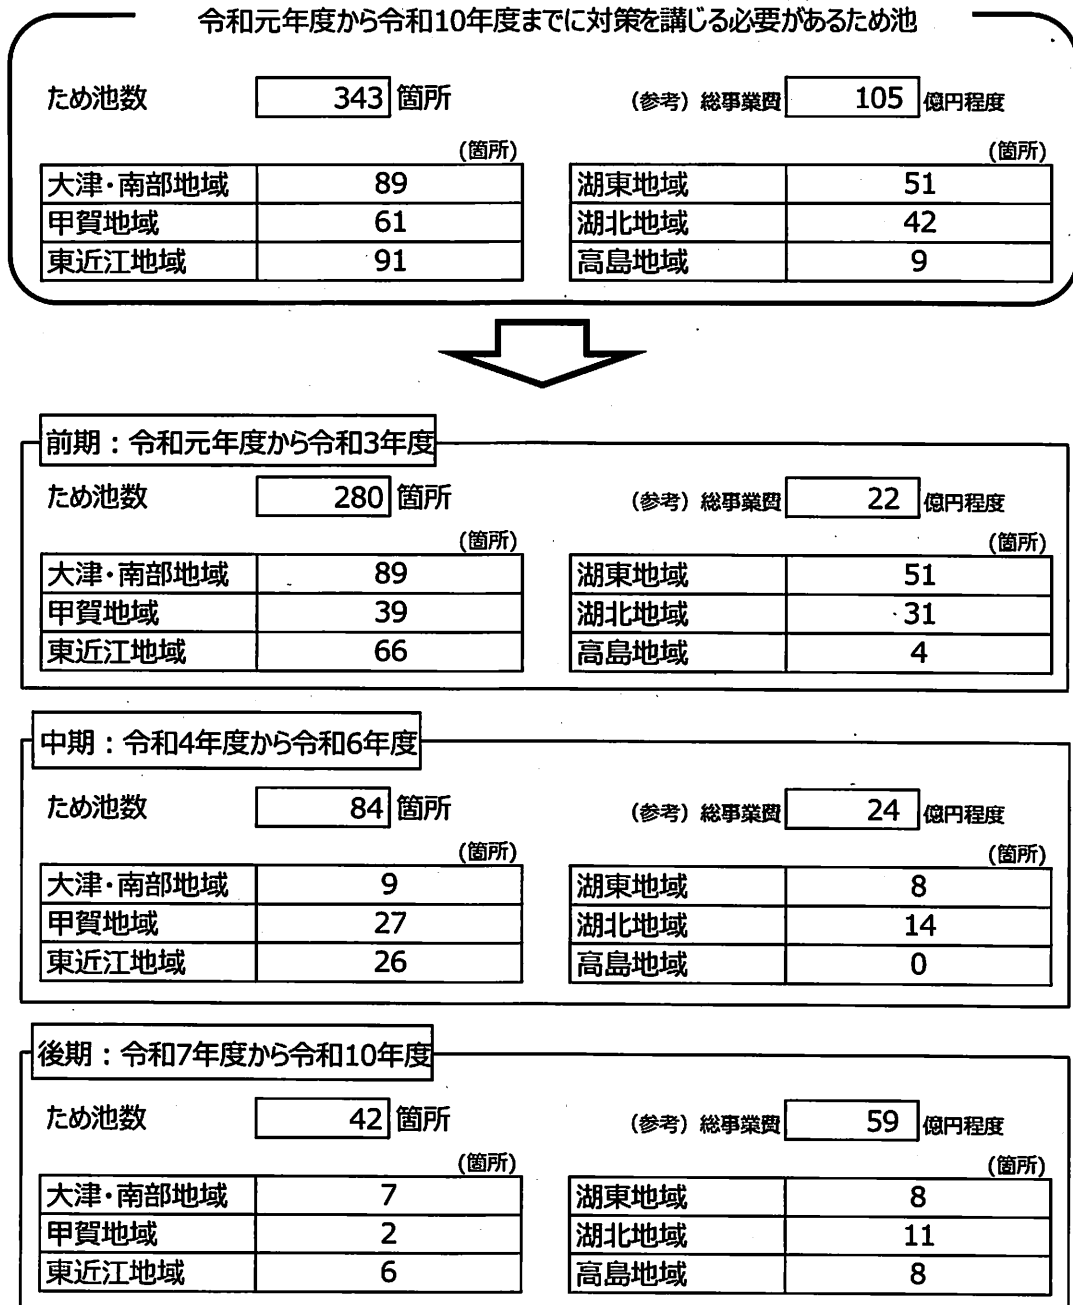 令和元年度から令和10年度までに対策を講じる必要があるため池
ため池数 343 箇所 (参考) 総事業費 105 億円程度
(箇所) (箇所)
大津・南部地域 89 湖東地域 51
甲賀地域 61 湖北地域 42
東近江地域 91 高島地域 9
前期：令和元年度から令和3年度
ため池数 280 箇所 (参考) 総事業費 22 億円程度
(箇所) (箇所)
大津・南部地域 89 湖東地域 51
甲賀地域 39 湖北地域 31
東近江地域 66 高島地域 4
中期：令和4年度から令和6年度
ため池数 84 箇所 (参考) 総事業費 24 億円程度
(箇所) (箇所)
大津・南部地域 9 湖東地域 8
甲賀地域 27 湖北地域 14
東近江地域 26 高島地域 0
後期：令和7年度から令和10年度
ため池数 42 箇所 (参考) 総事業費 59 億円程度
(箇所) (箇所)
大津・南部地域 7 湖東地域 8
甲賀地域 2 湖北地域 11
東近江地域 6 高島地域 8